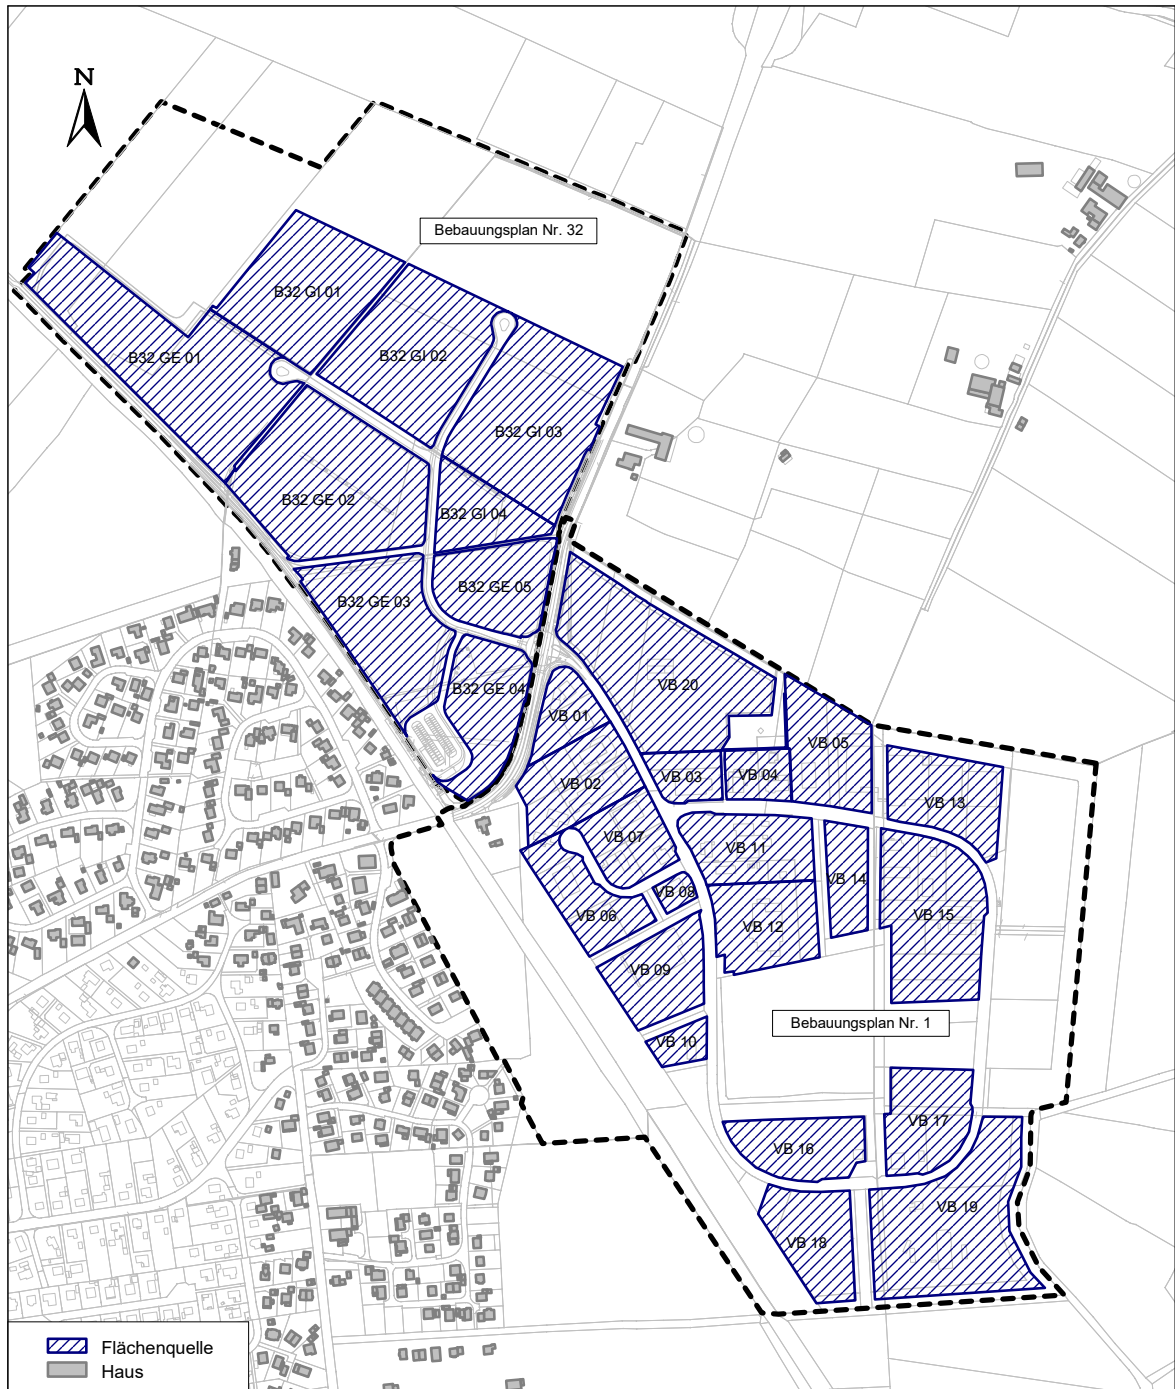 N
Bebauungsplan Nr. 32
B32 GI 01
B32 GI 02
B32 GE 01
B32 GI 03
B32 GE 02
B32 GI 04
B32 GE 05
B32 GE 03
B32 GE 04
VB 20
VB 01
VB 05
VB 02
VB 03
VB 04
VB 13
VB 07
VB 11
VB 14
VB 08
VB 06
VB 12
VB 15
VB 09
Bebauungsplan Nr. 1
VB 10
VB 17
VB 16
VB 19
VB 18
Flächenquelle
Haus